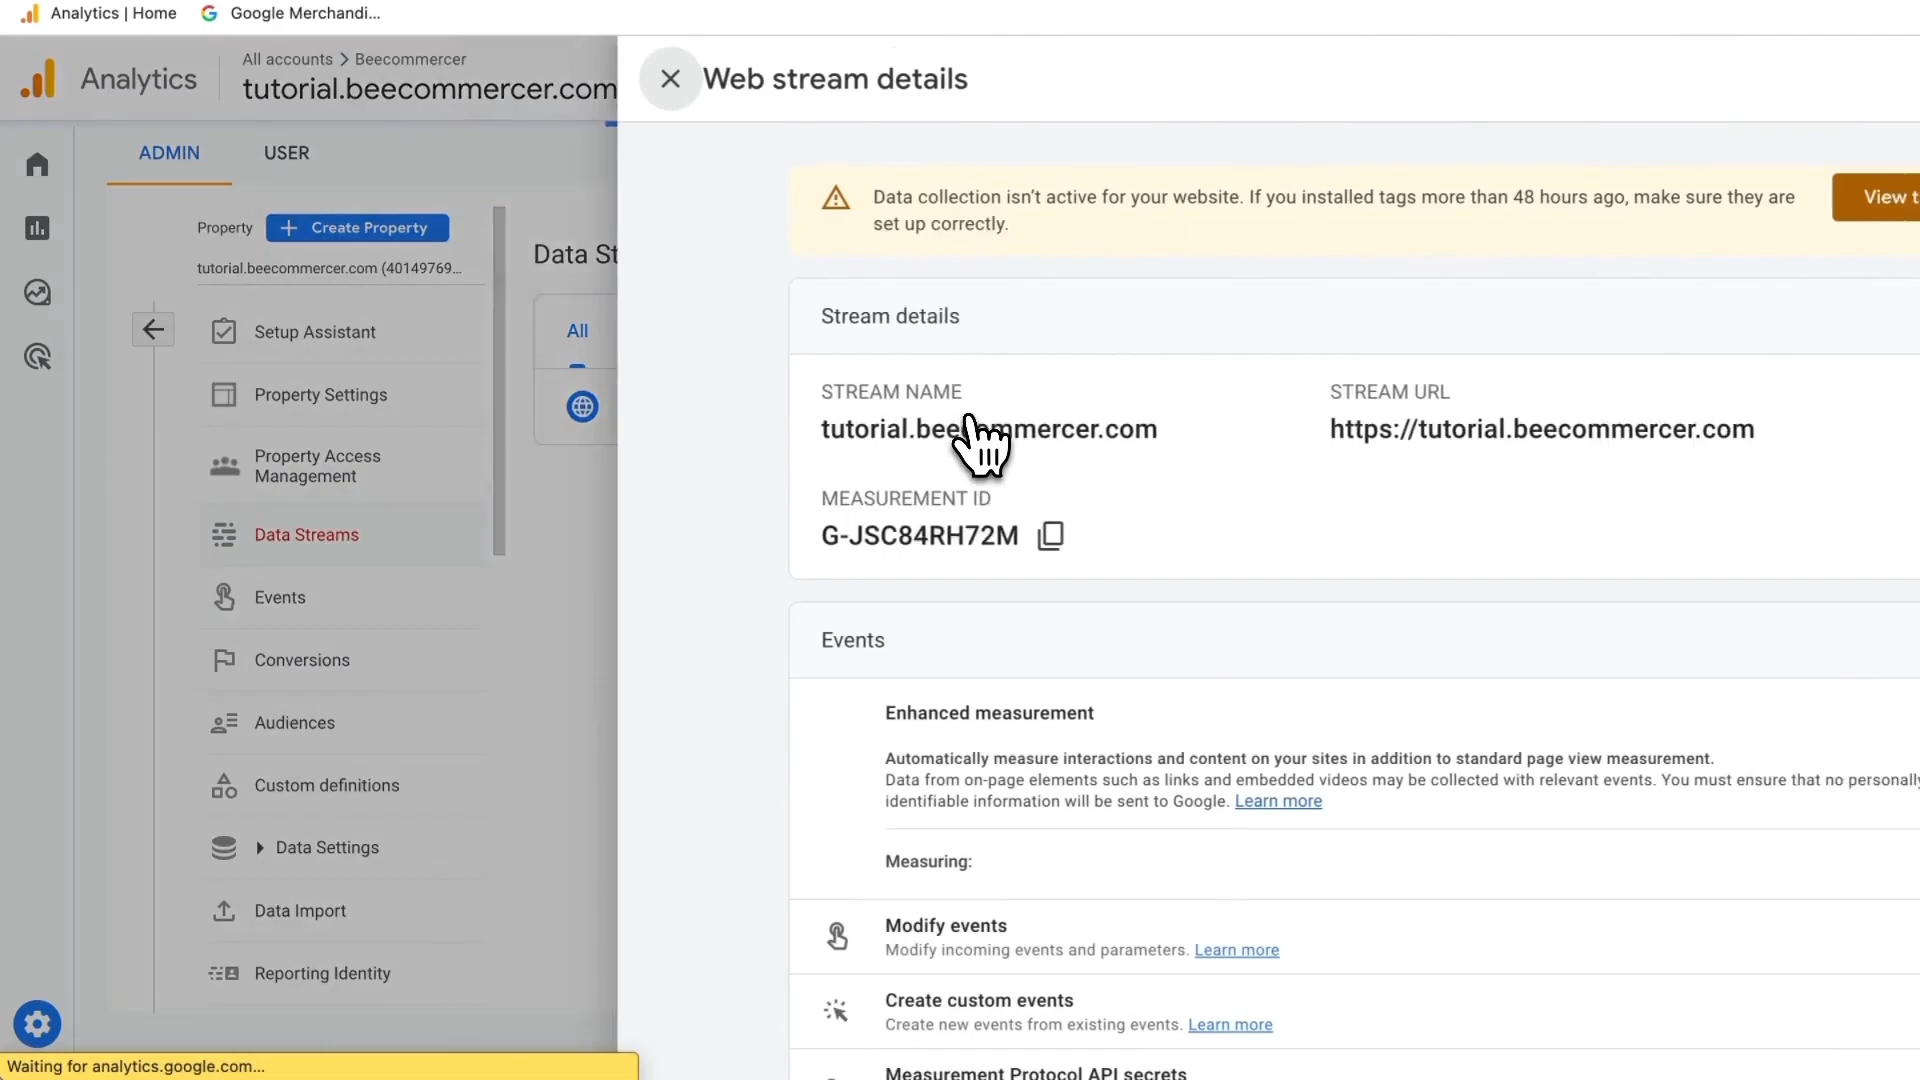 Analytics | Home
Google Merchandi...
Analytics
All accounts > Beecommercer
tutorial.beecommercer.com
Web stream details
ADMIN
USER
Property
Create Property
tutorial.beecommercer.com (40149769...
Setup Assistant
Property Settings
Property Access
Management
Data Streams
Events
Conversions
Audiences
Custom definitions
Data Settings
Data Import
Reporting Identity
Data St
All
Data collection isn't active for your website. If you installed tags more than 48 hours ago, make sure they are
set up correctly.
View t
Stream details
STREAM NAME
tutorial.beecommercer.com
STREAM URL
https://tutorial.beecommercer.com
MEASUREMENT ID
G-JSC84RH72M
Events
Enhanced measurement
Automatically measure interactions and content on your sites in addition to standard page view measurement.
Data from on-page elements such as links and embedded videos may be collected with relevant events. You must ensure that no personally
identifiable information will be sent to Google. Learn more
Measuring:
Modify events
Modify incoming events and parameters. Learn more
Create custom events
Create new events from existing events. Learn more
Measurement Protocol API secrets
Waiting for analytics.google.com...